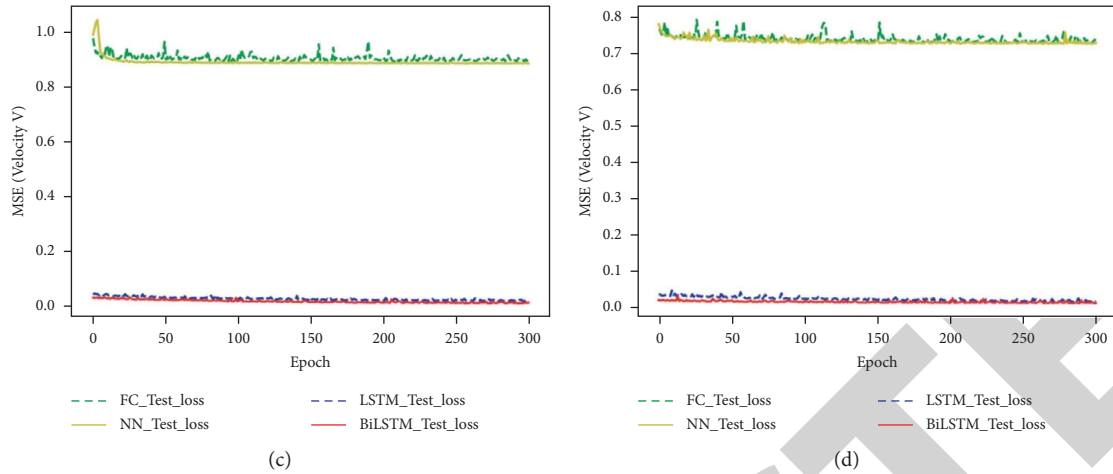 1.0
0.8
0.6
0.4
0.2
0.0
MSE (Velocity V)
0 50 100 150 200 250 300
Epoch
FC_Test_loss LSTM_Test_loss
NN_Test_loss BiLSTM_Test_loss
(c)
0.8
0.7
0.6
0.5
0.4
0.3
0.2
0.1
0.0
MSE (Velocity V)
0 50 100 150 200 250 300
Epoch
FC_Test_loss LSTM_Test_loss
NN_Test_loss BiLSTM_Test_loss
(d)